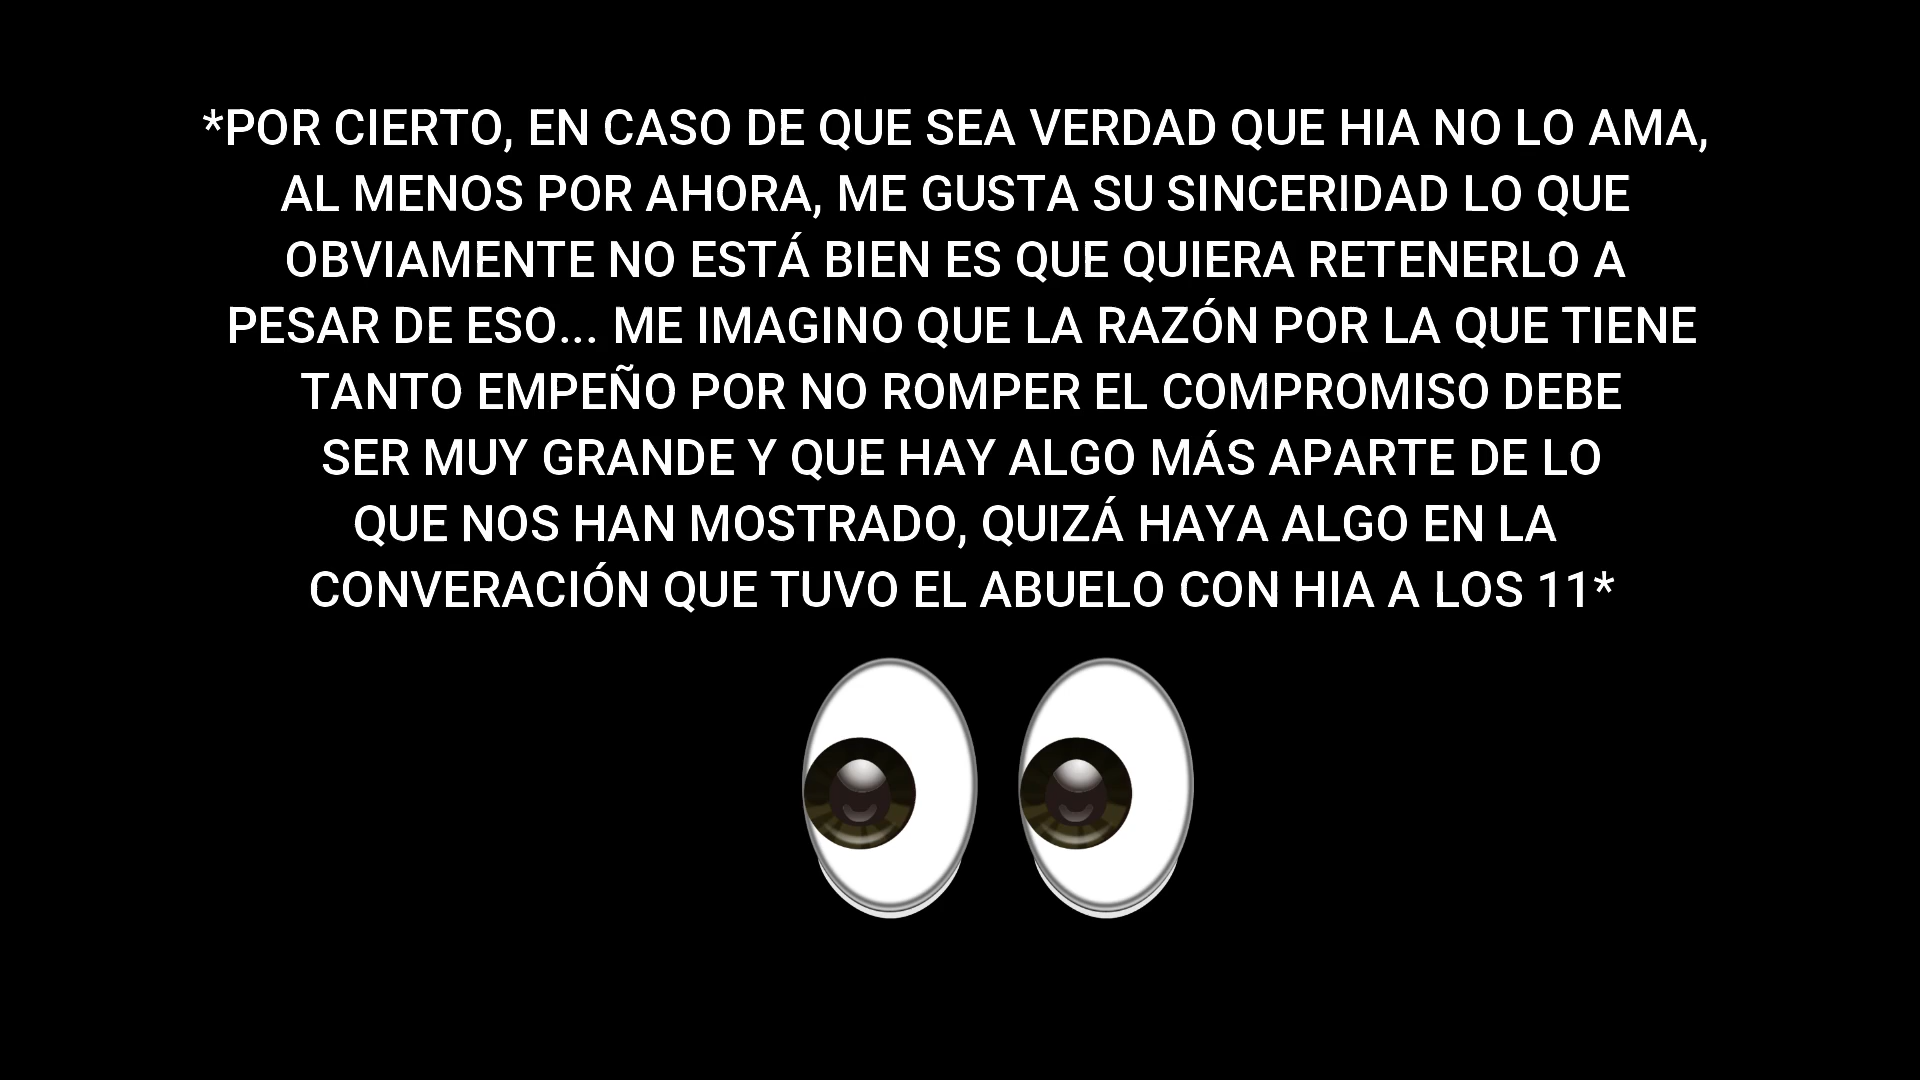 *POR CIERTO, EN CASO DE QUE SEA VERDAD QUE HIA NO LO AMA,
AL MENOS POR AHORA, ME GUSTA SU SINCERIDAD LO QUE
OBVIAMENTE NO ESTÁ BIEN ES QUE QUIERA RETENERLO A
PESAR DE ESO... ME IMAGINO QUE LA RAZÓN POR LA QUE TIENE
TANTO EMPEÑO POR NO ROMPER EL COMPROMISO DEBE
SER MUY GRANDE Y QUE HAY ALGO MÁS APARTE DE LO
QUE NOS HAN MOSTRADO, QUIZÁ HAYA ALGO EN LA
CONVERACIÓN QUE TUVO EL ABUELO CON HIA A LOS 11*